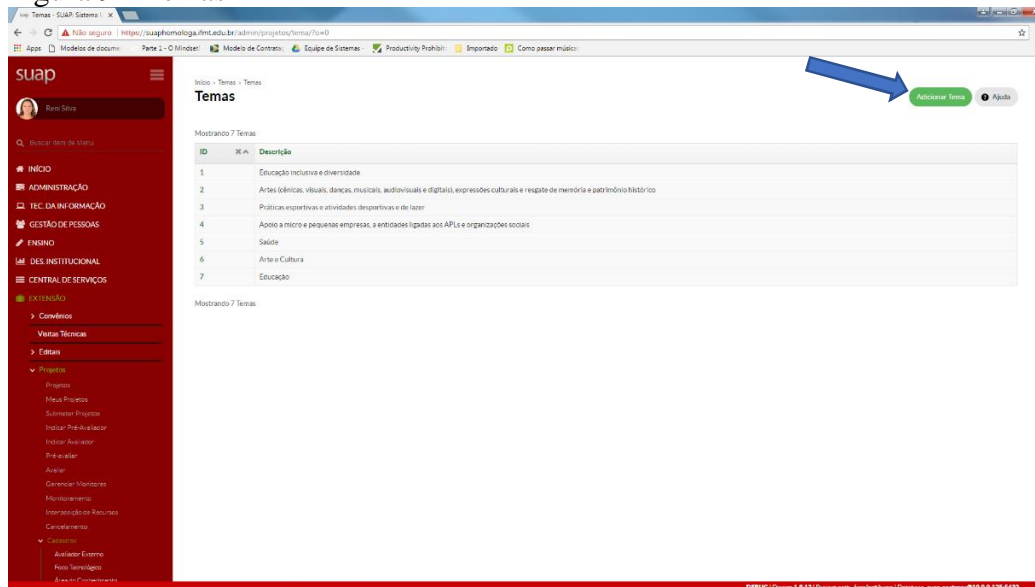 Temas - SUAP: Sistema U
Não seguro | https://suaphomologa.ifmt.edu.br/admin/projetos/tema/?o=0
Apps Modelos de docume Parte 1 - O Mindset Modelo de Contrato Equipe de Sistemas - Productivity Prohibit Importado Como passar música
suap
Reni Silva
Buscar Item de Menu
INÍCIO
ADMINISTRAÇÃO
TEC. DA INFORMAÇÃO
GESTÃO DE PESSOAS
ENSINO
DES. INSTITUCIONAL
CENTRAL DE SERVIÇOS
EXTENSÃO
Convênios
Visitas Técnicas
Editais
Projetos
Projetos
Meus Projetos
Submeter Projetos
Indicar Pré-Avaliador
Indicar Avaliador
Pré-avaliar
Avaliar
Gerenciar Monitores
Monitoramento
Interposição de Recursos
Cancelamento
Cadastros
Avaliador Externo
Foco Tecnológico
Área do Conhecimento
Início › Temas › Temas
Temas
Adicionar Tema Ajuda
Mostrando 7 Temas
ID Descrição
1 Educação inclusiva e diversidade
2 Artes (cênicas, visuais, danças, musicais, audiovisuais e digitais), expressões culturais e resgate de memória e patrimônio histórico
3 Práticas esportivas e atividades desportivas e de lazer
4 Apoio a micro e pequenas empresas, a entidades ligadas aos APLs e organizações sociais
5 Saúde
6 Arte e Cultura
7 Educação
Mostrando 7 Temas